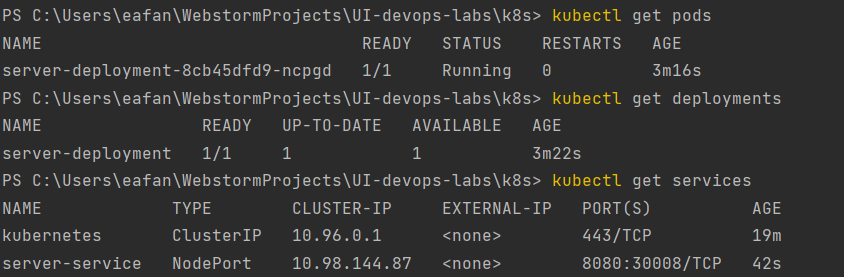 PS C:\Users\eafan\WebstormProjects\UI-devops-labs\k8s> kubectl get pods
NAME                                READY   STATUS    RESTARTS   AGE
server-deployment-8cb45dfd9-ncpgd   1/1     Running   0          3m16s
PS C:\Users\eafan\WebstormProjects\UI-devops-labs\k8s> kubectl get deployments
NAME                READY   UP-TO-DATE   AVAILABLE   AGE
server-deployment   1/1     1            1           3m22s
PS C:\Users\eafan\WebstormProjects\UI-devops-labs\k8s> kubectl get services
NAME             TYPE        CLUSTER-IP      EXTERNAL-IP   PORT(S)          AGE
kubernetes       ClusterIP   10.96.0.1       <none>        443/TCP          19m
server-service   NodePort    10.98.144.87    <none>        8080:30008/TCP   42s